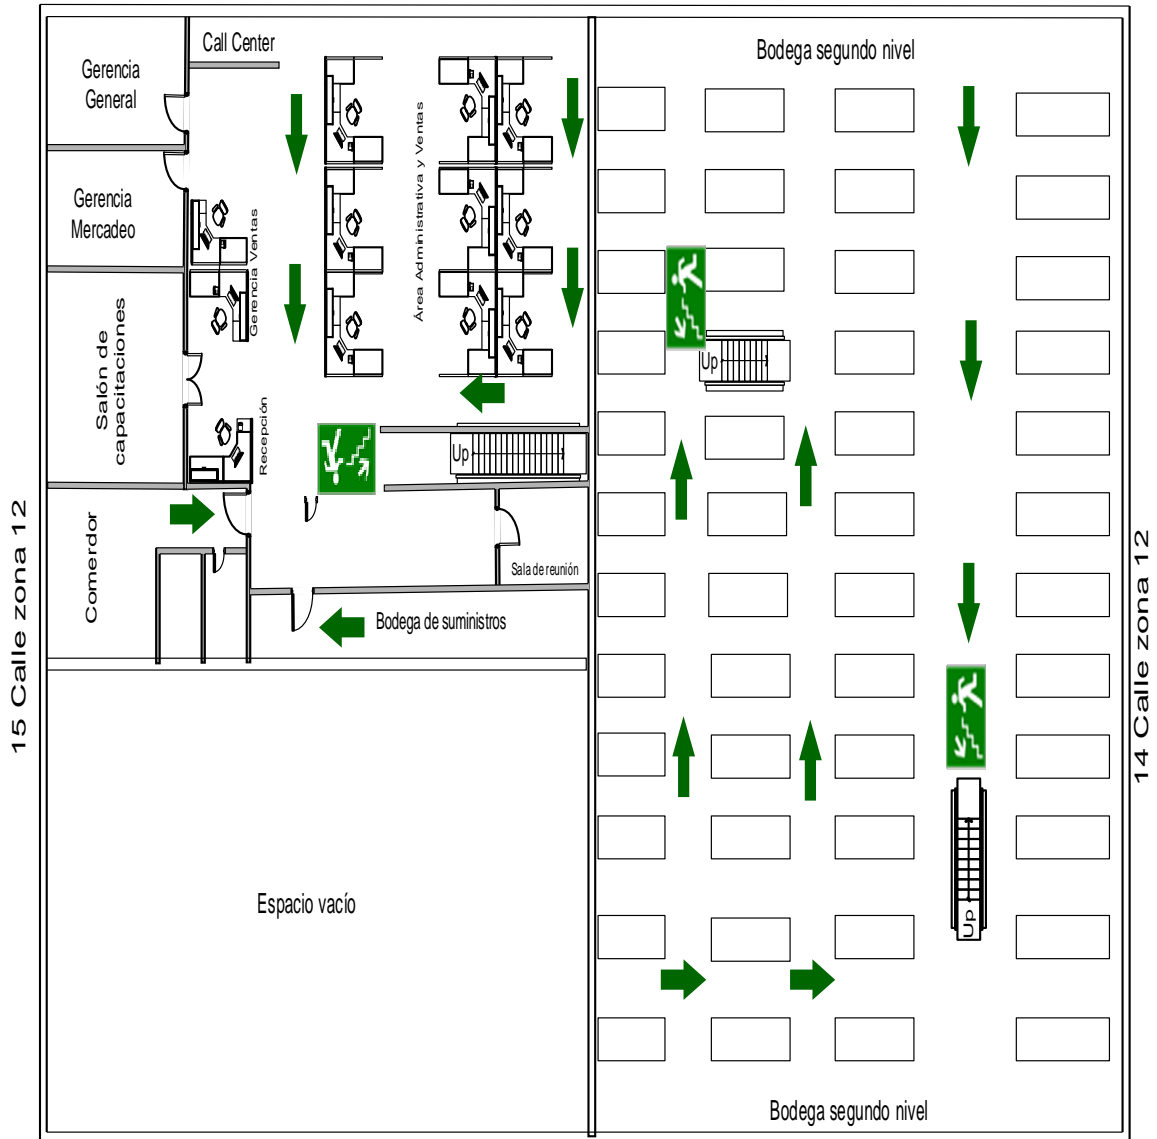 Call Center
Bodega segundo nivel
Gerencia
General
Gerencia
Mercadeo
Gerencia Ventas
Área Administrativa y Ventas
Salón de
capacitaciones
Recepción
Up
Up
Comerdor
Sala de reunión
Bodega de suministros
15 Calle zona 12
14 Calle zona 12
Espacio vacío
Up
Bodega segundo nivel